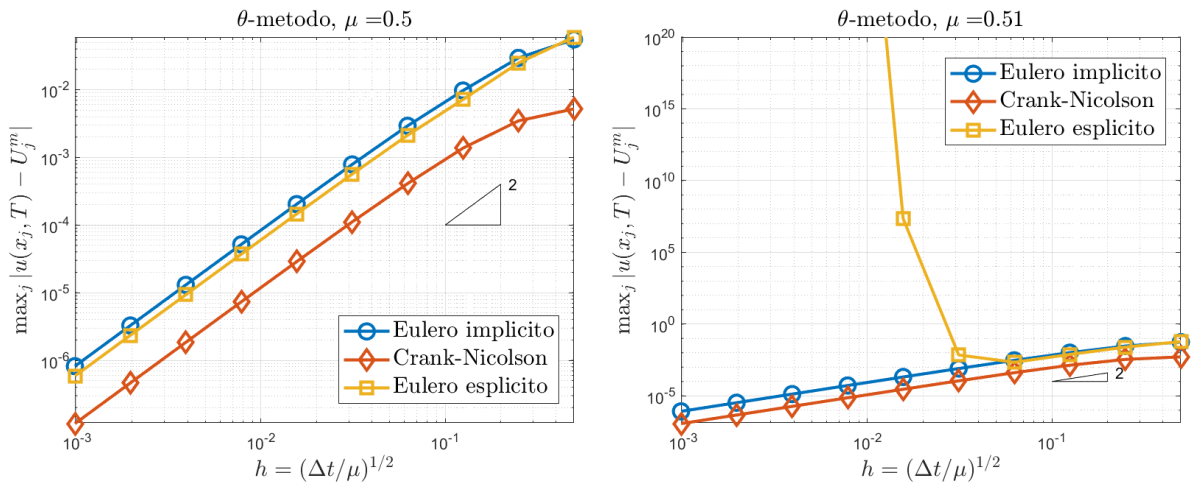 θ-metodo, μ =0.5
max_j |u(x_j, T) − U_j^m|
10^-2
10^-3
10^-4
10^-5
10^-6
2
Eulero implicito
Crank-Nicolson
Eulero esplicito
10^-3
10^-2
10^-1
h = (Δt/μ)^1/2
θ-metodo, μ =0.51
max_j |u(x_j, T) − U_j^m|
10^20
10^15
10^10
10^5
10^0
10^-5
Eulero implicito
Crank-Nicolson
Eulero esplicito
2
10^-3
10^-2
10^-1
h = (Δt/μ)^1/2